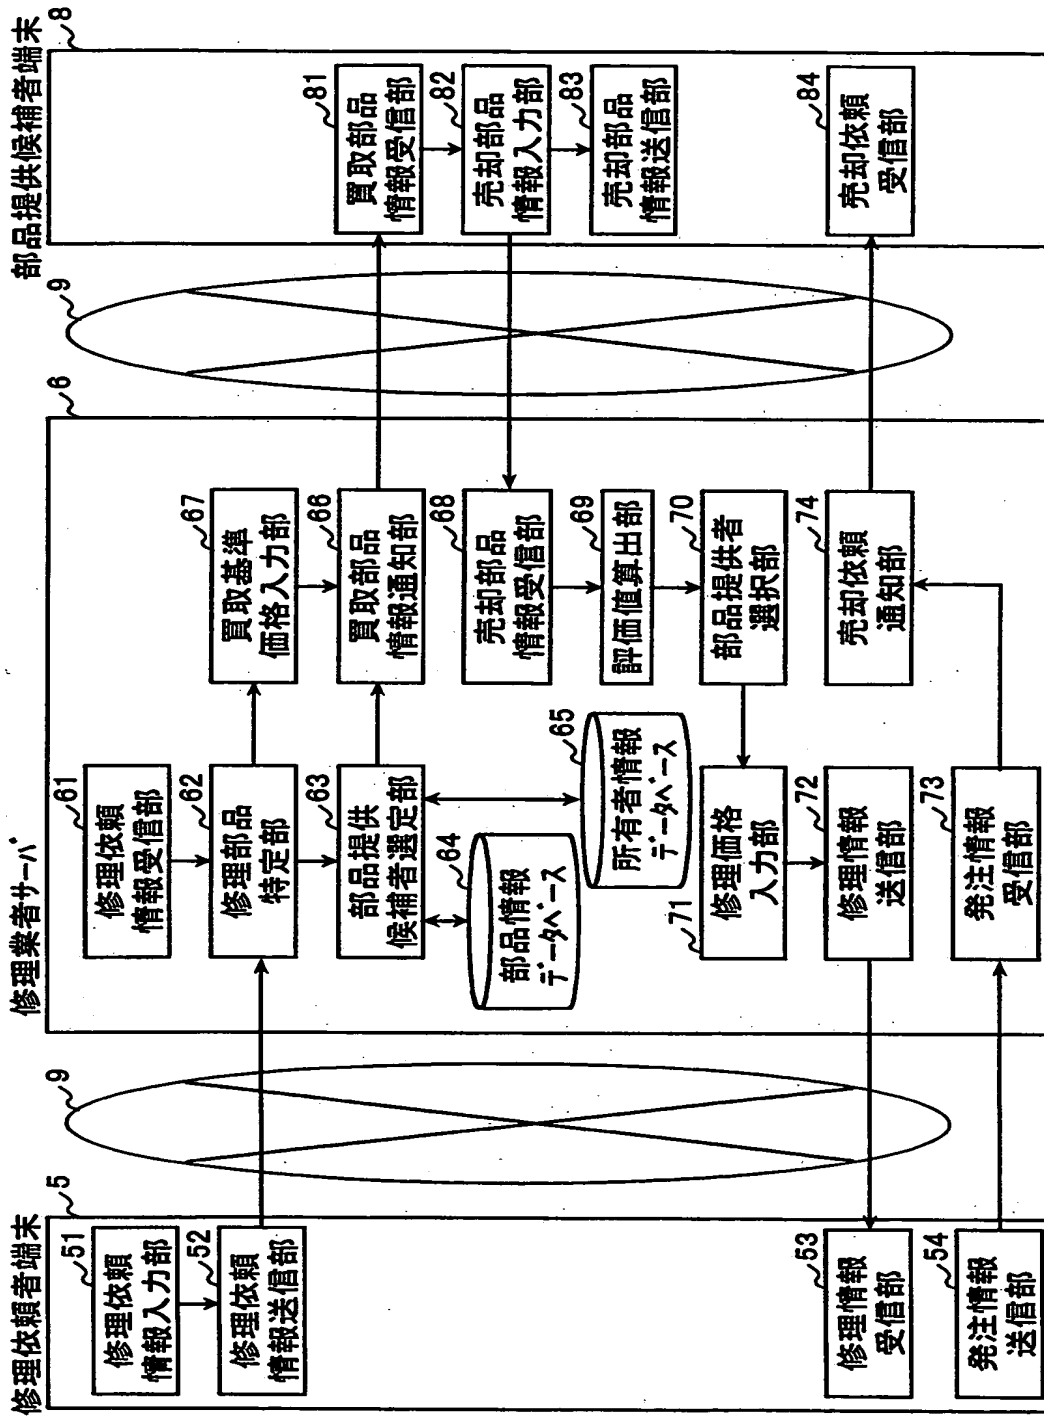 修理依頼者端末
5
修理依頼
情報入力部
51
修理依頼
情報送信部
52
修理情報
受信部
53
発注情報
送信部
54
9
修理業者サーバ
6
修理依頼
情報受信部
61
修理部品
特定部
62
部品提供
候補者選定部
63
部品情報
データベース
64
所有者情報
データベース
65
買取基準
価格入力部
67
買取部品
情報通知部
66
売却部品
情報受信部
68
評価値算出部
69
部品提供者
選択部
70
修理価格
入力部
71
修理情報
送信部
72
発注情報
受信部
73
売却依頼
通知部
74
9
部品提供候補者端末
8
買取部品
情報受信部
81
売却部品
情報入力部
82
売却部品
情報送信部
83
売却依頼
受信部
84